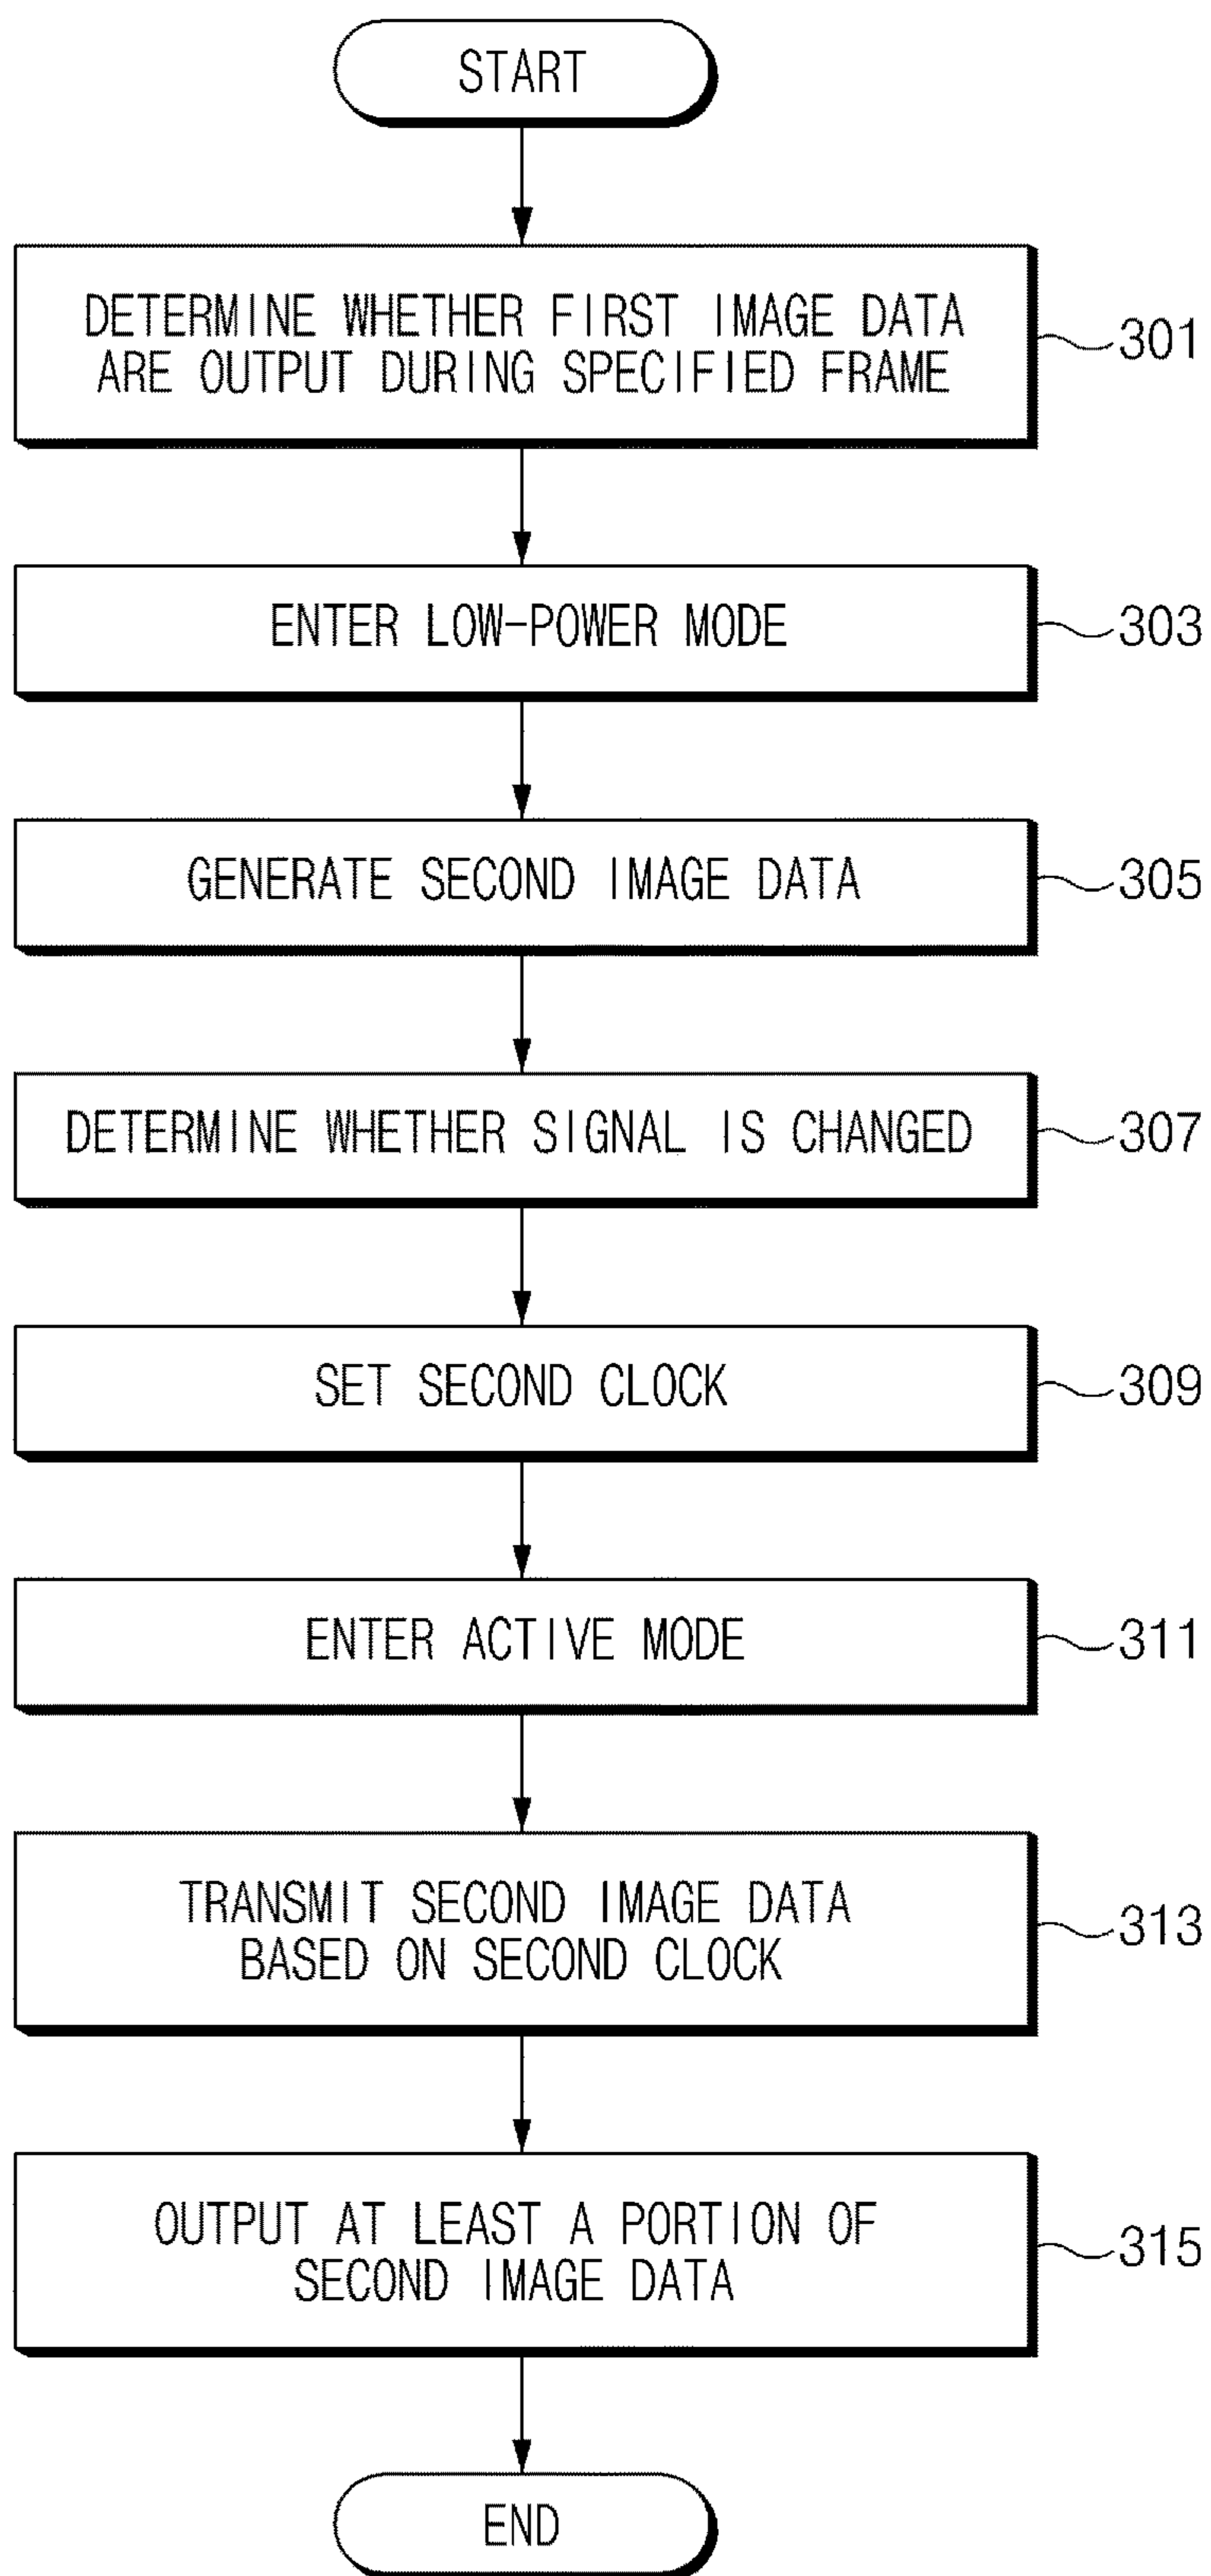 START
DETERMINE WHETHER FIRST IMAGE DATA
ARE OUTPUT DURING SPECIFIED FRAME
301
ENTER LOW-POWER MODE
303
GENERATE SECOND IMAGE DATA
305
DETERMINE WHETHER SIGNAL IS CHANGED
307
SET SECOND CLOCK
309
ENTER ACTIVE MODE
311
TRANSMIT SECOND IMAGE DATA
BASED ON SECOND CLOCK
313
OUTPUT AT LEAST A PORTION OF
SECOND IMAGE DATA
315
END